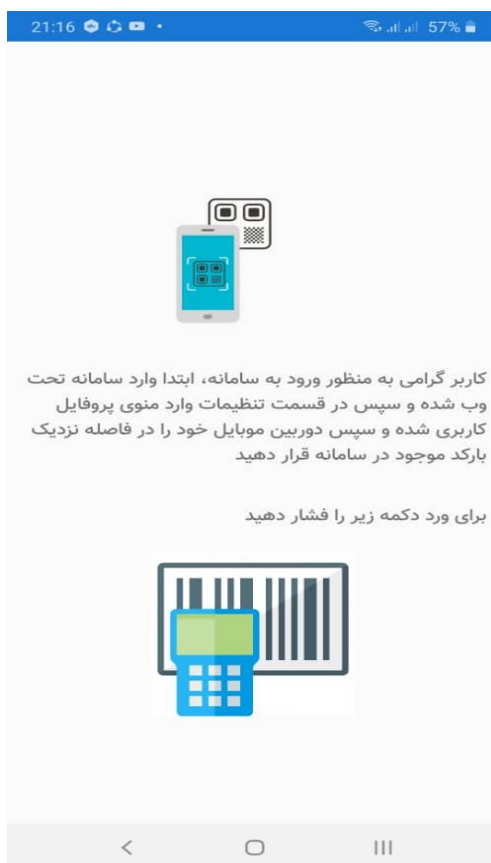 21:16
57%
کاربر گرامی به منظور ورود به سامانه، ابتدا وارد سامانه تحت
وب شده و سپس در قسمت تنظیمات وارد منوی پروفایل
کاربری شده و سپس دوربین موبایل خود را در فاصله نزدیک
بارکد موجود در سامانه قرار دهید
برای ورد دکمه زیر را فشار دهید